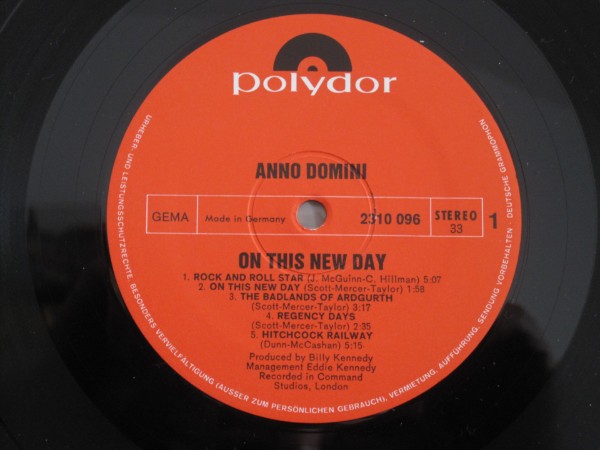 polydor
ANNO DOMINI
GEMA
Made in Germany
2310 096
STEREO
33
1
ON THIS NEW DAY
1. ROCK AND ROLL STAR (J. McGuinn-C. Hillman) 5:07
2. ON THIS NEW DAY (Scott-Mercer-Taylor) 1:58
3. THE BADLANDS OF ARDGURTH
(Scott-Mercer-Taylor) 3:17
4. REGENCY DAYS
(Scott-Mercer-Taylor) 2:35
5. HITCHCOCK RAILWAY
(Dunn-McCashan) 5:15
Produced by Billy Kennedy
Management Eddie Kennedy
Recorded in Command
Studios, London
URHEBER- UND LEISTUNGSSCHUTZRECHTE, BESONDERS VERVIELFÄLTIGUNG (AUSSER ZUM PERSÖNLICHEN GEBRAUCH), VERMIETUNG, AUFFÜHRUNG, SENDUNG VORBEHALTEN · DEUTSCHE GRAMMOPHON